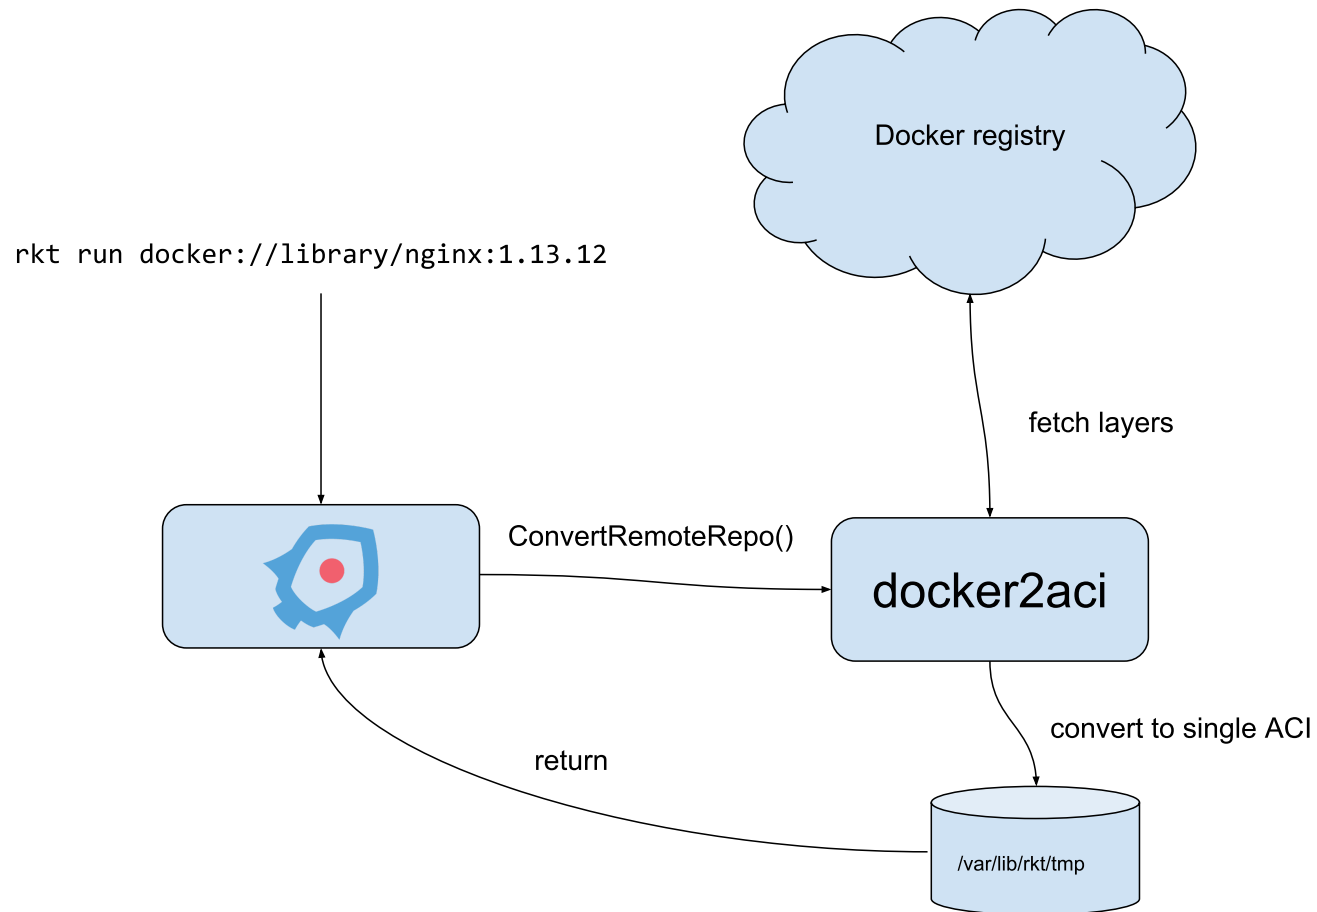 Docker registry
rkt run docker://library/nginx:1.13.12
fetch layers
ConvertRemoteRepo()
docker2aci
convert to single ACI
return
/var/lib/rkt/tmp